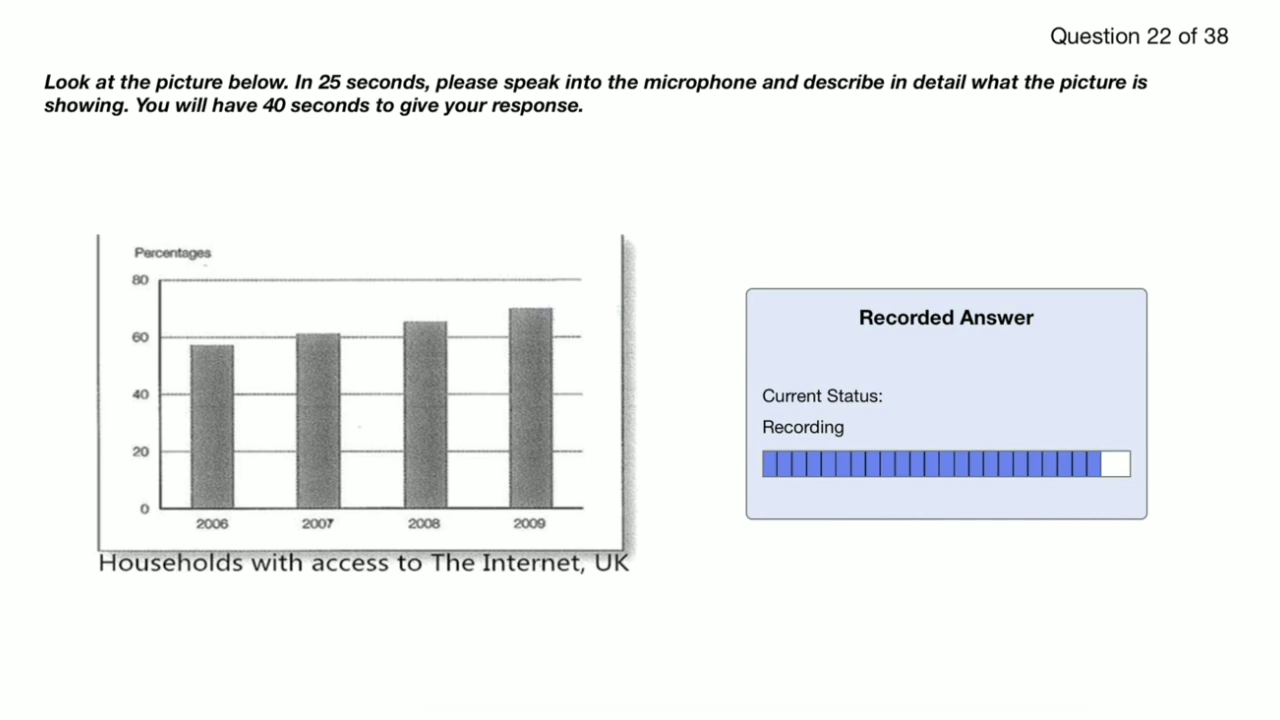 Question 22 of 38
Look at the picture below. In 25 seconds, please speak into the microphone and describe in detail what the picture is
showing. You will have 40 seconds to give your response.
Percentages
80
60
40
20
0
2006 2007 2008 2009
Households with access to The Internet, UK
Recorded Answer
Current Status:
Recording